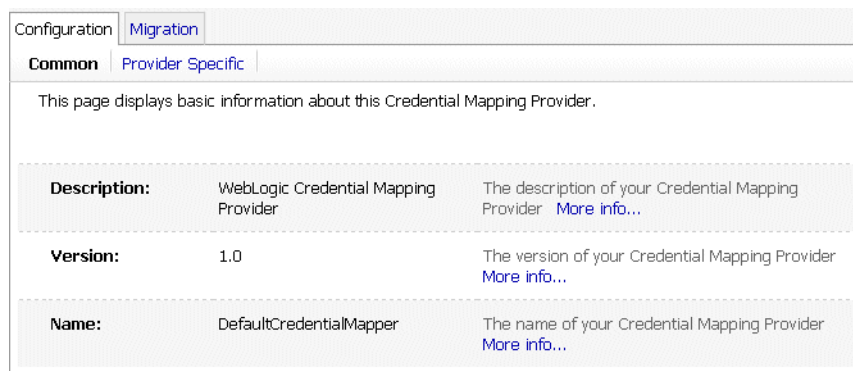 Configuration Migration
Common Provider Specific
This page displays basic information about this Credential Mapping Provider.
Description: WebLogic Credential Mapping Provider The description of your Credential Mapping Provider More info...
Version: 1.0 The version of your Credential Mapping Provider More info...
Name: DefaultCredentialMapper The name of your Credential Mapping Provider More info...